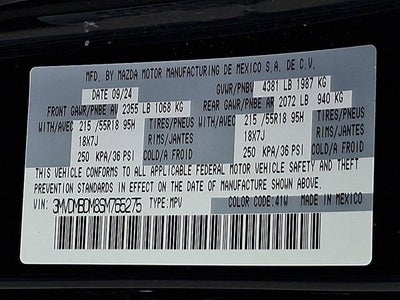 MFD. BY MAZDA MOTOR MANUFACTURING DE MEXICO S.A. DE C.V.
DATE 09/24 GVWR/PNBV 4381 LB 1987 KG
FRONT GAWR/PNBE AV 2355 LB 1068 KG REAR GAWR/PNBE AR 2072 LB 940 KG
WITH/AVEC 215 /55R18 95H TIRES/PNEUS WITH/AVEC 215 /55R18 95H TIRES/PNEUS
18X7J RIMS/JANTES 18X7J RIMS/JANTES
250 KPA/36 PSI COLD/A FROID 250 KPA/36 PSI COLD/A FROID
THIS VEHICLE CONFORMS TO ALL APPLICABLE FEDERAL MOTOR VEHICLE SAFETY AND THEFT
PREVENTION STANDARDS IN EFFECT ON THE DATE OF MANUFACTURE SHOWN ABOVE.
VIN: 3MVDMBDM8SM765275 TYPE:MPV COLOR CODE:41W MADE IN MEXICO